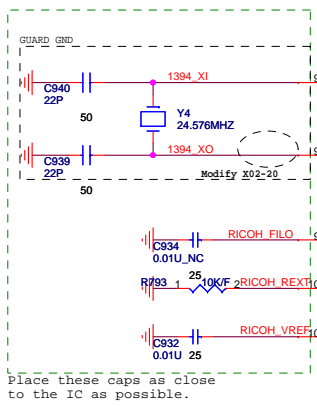 GUARD GND
1394_XI
C940
22P
50
Y4
24.576MHZ
1394_XO
C939
22P
50
Modify X02-20
RICOH_FILO
C934
0.01U_NC
25
R793 1 10K/F 2 RICOH_REXT
RICOH_VREF
C932
0.01U 25
Place these caps as close
to the IC as possible.